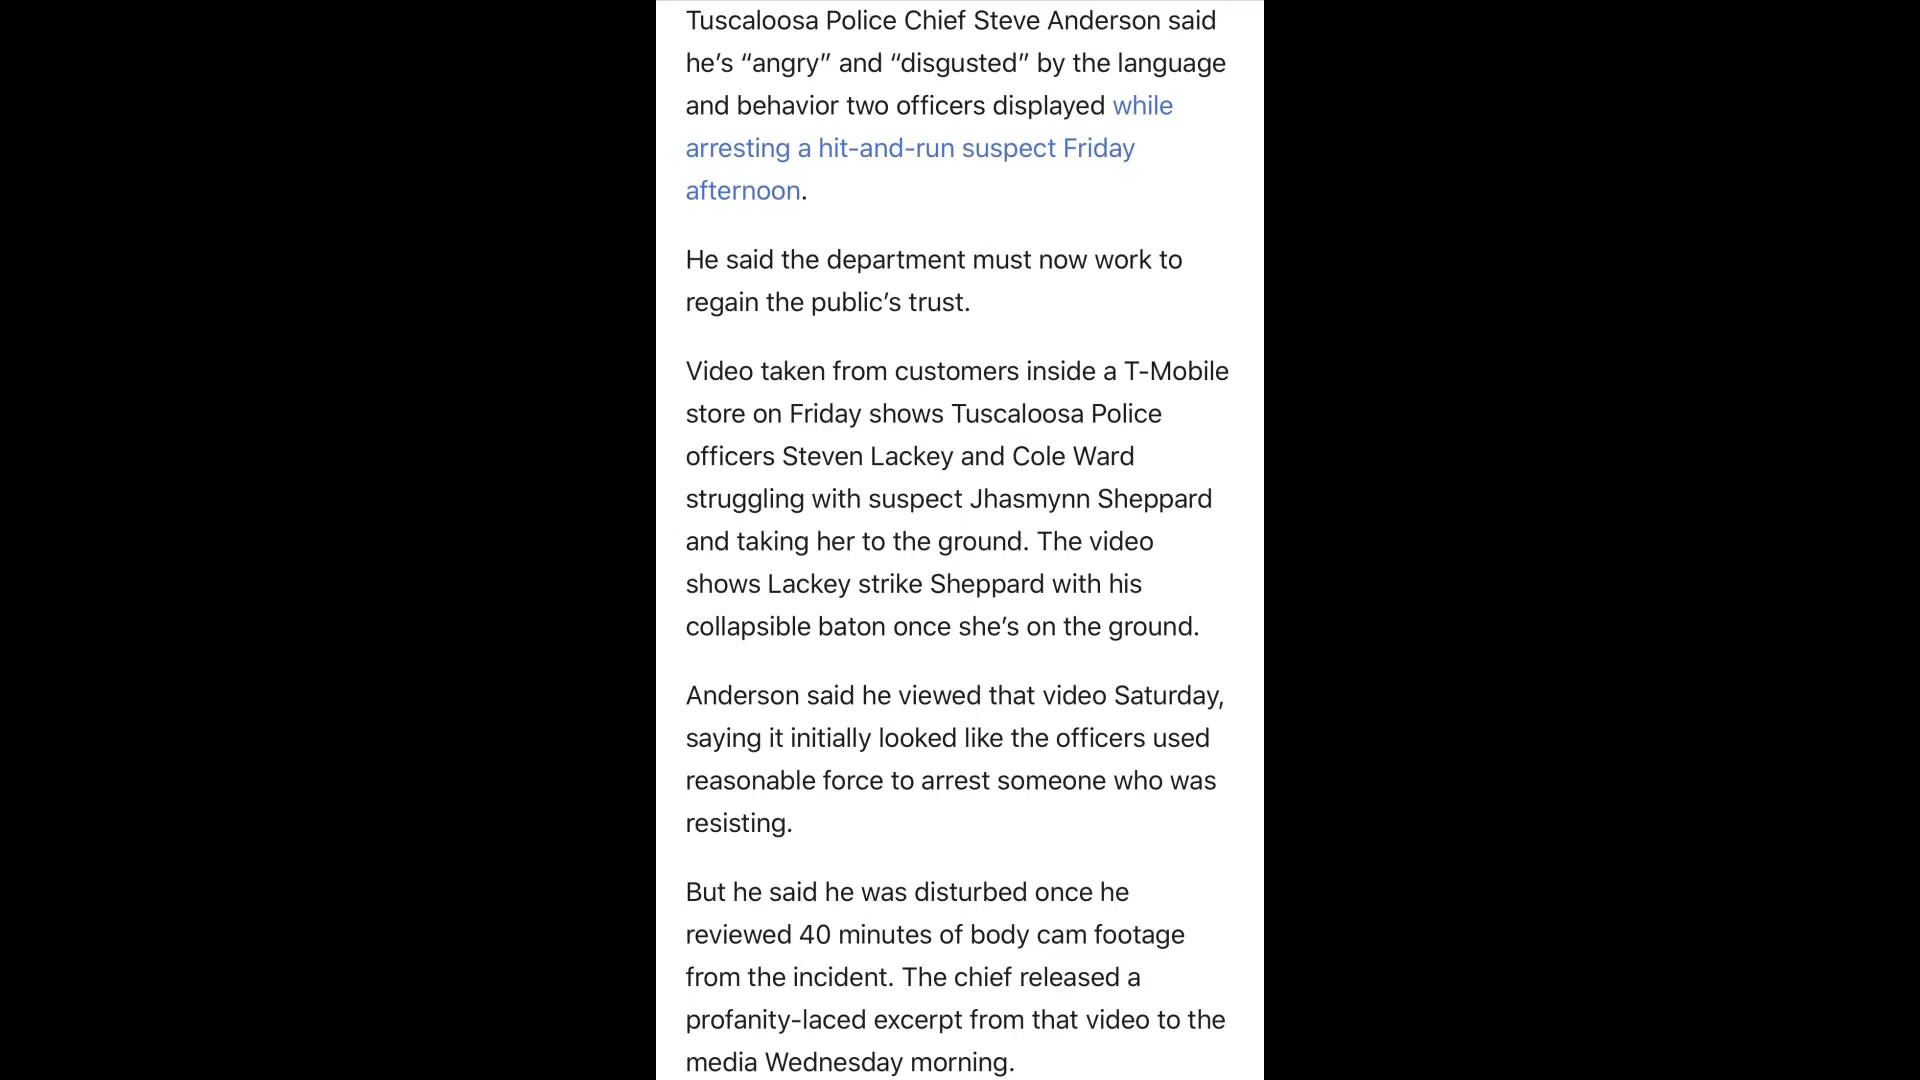 Tuscaloosa Police Chief Steve Anderson said
he’s “angry” and “disgusted” by the language
and behavior two officers displayed while
arresting a hit-and-run suspect Friday
afternoon.
He said the department must now work to
regain the public’s trust.
Video taken from customers inside a T-Mobile
store on Friday shows Tuscaloosa Police
officers Steven Lackey and Cole Ward
struggling with suspect Jhasmynn Sheppard
and taking her to the ground. The video
shows Lackey strike Sheppard with his
collapsible baton once she’s on the ground.
Anderson said he viewed that video Saturday,
saying it initially looked like the officers used
reasonable force to arrest someone who was
resisting.
But he said he was disturbed once he
reviewed 40 minutes of body cam footage
from the incident. The chief released a
profanity-laced excerpt from that video to the
media Wednesday morning.